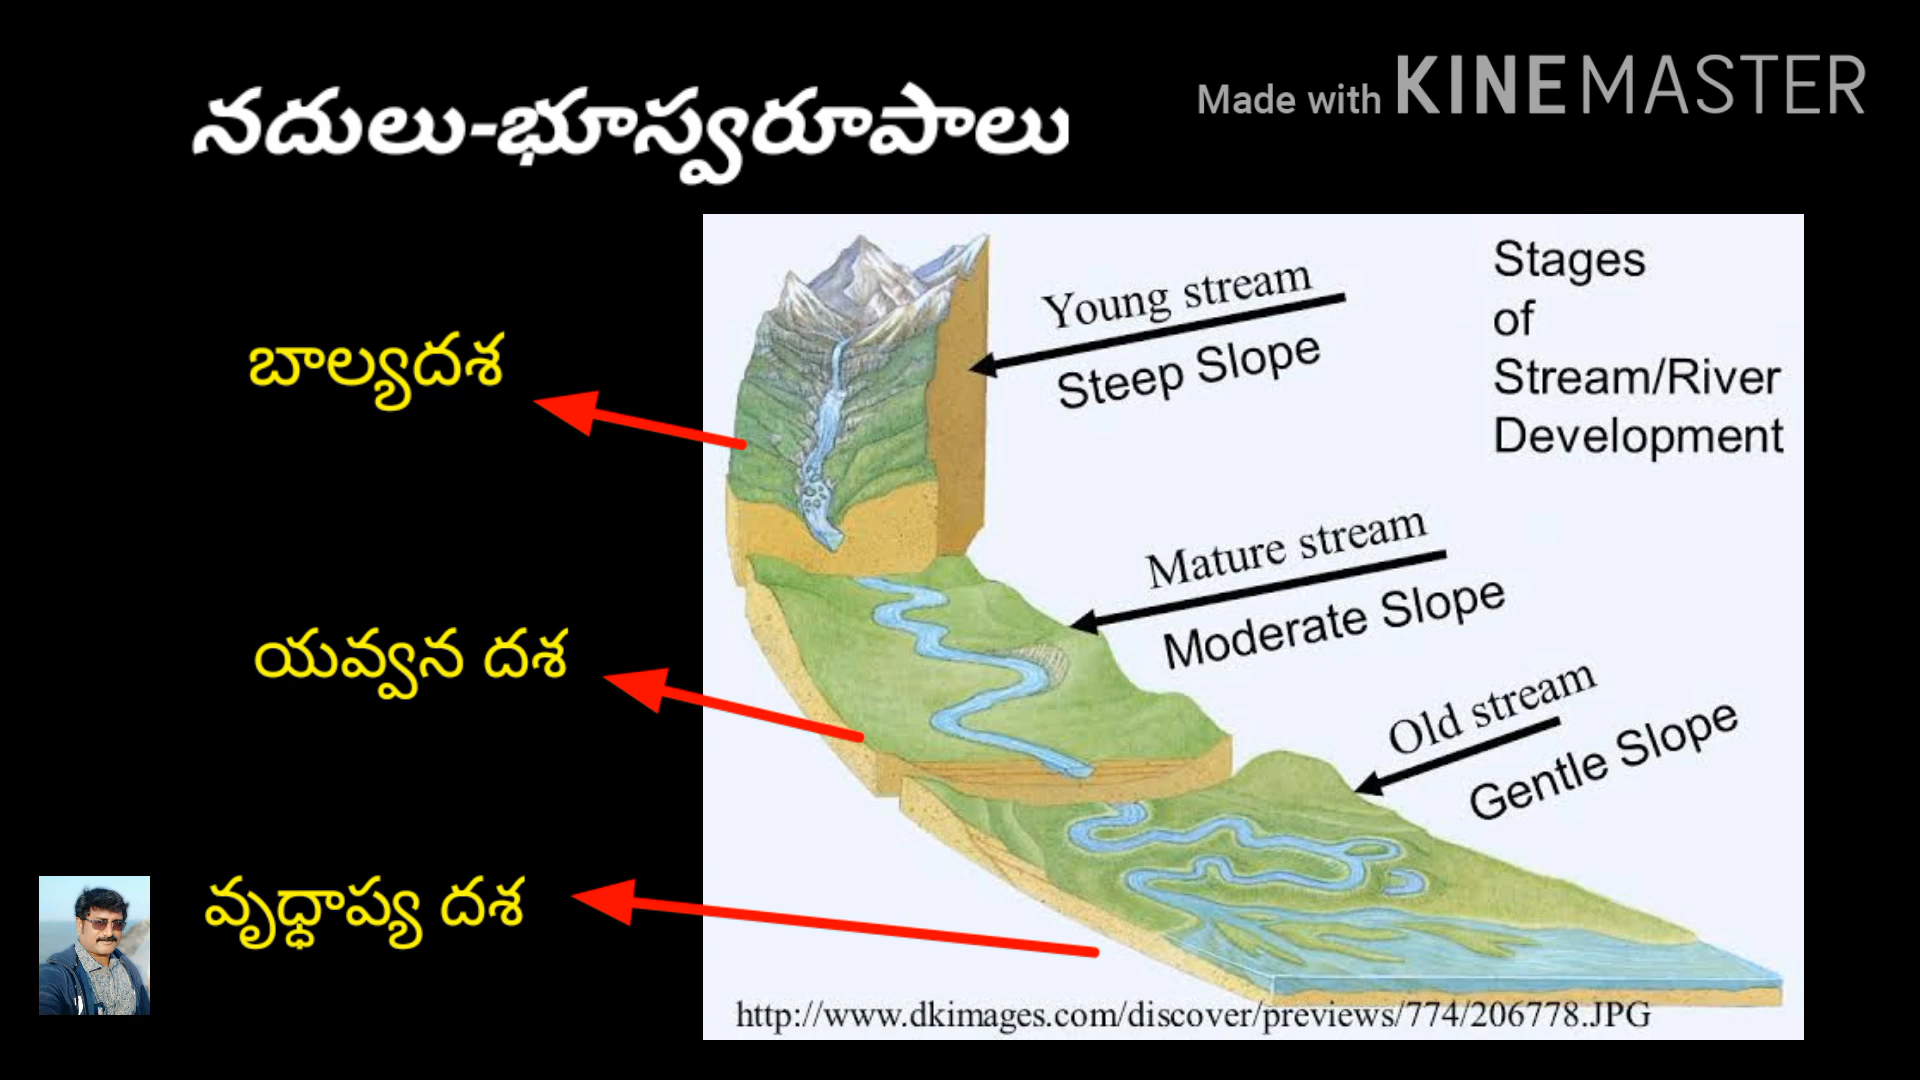 నదులు-భూస్వరూపాలు
Made with KINEMASTER
బాల్యదశ
యవ్వన దశ
వృద్ధాప్య దశ
Young stream
Steep Slope
Stages
of
Stream/River
Development
Mature stream
Moderate Slope
Old stream
Gentle Slope
http://www.dkimages.com/discover/previews/774/206778.JPG